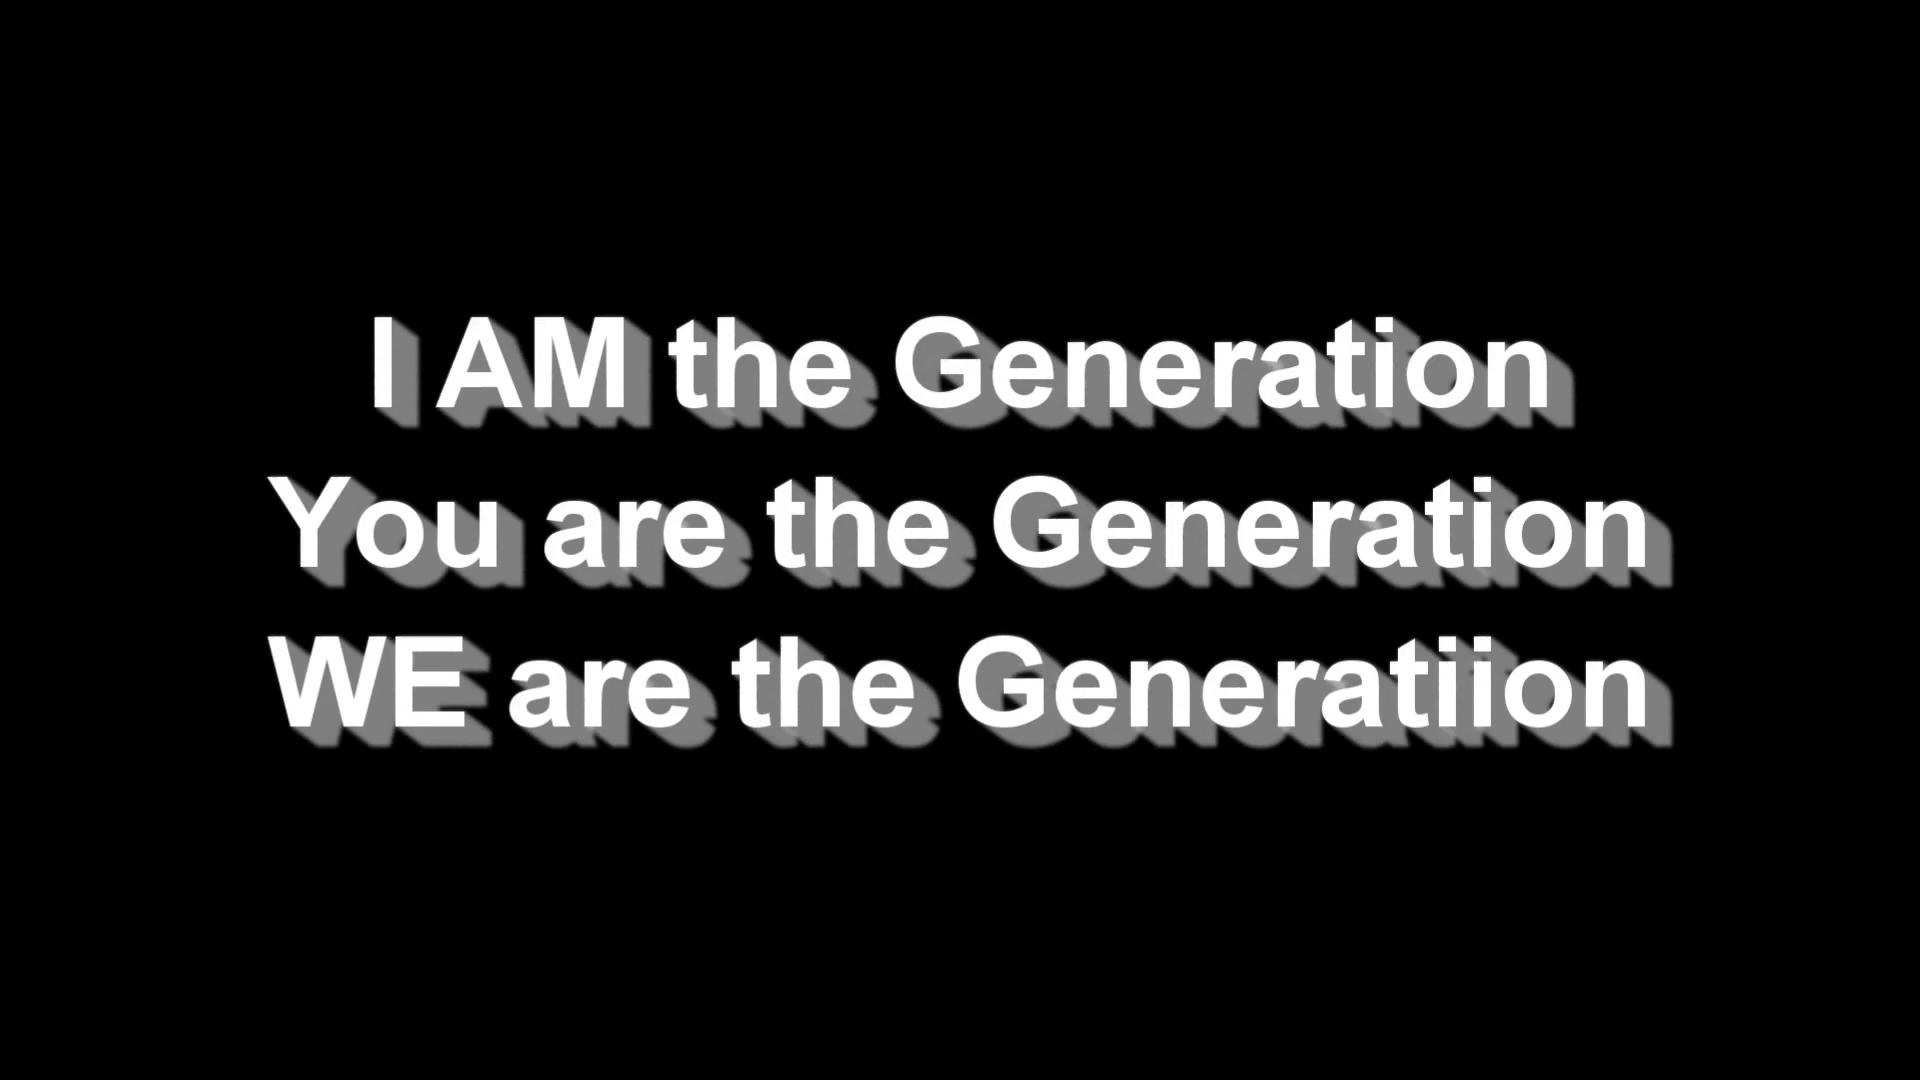 I AM the Generation
You are the Generation
WE are the Generatiion